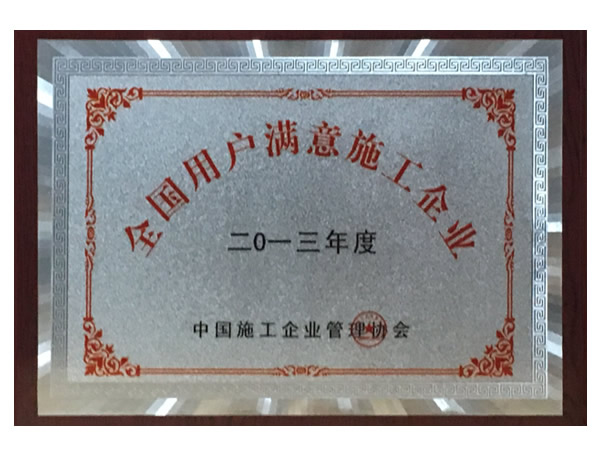 全国用户满意施工企业
二0一三年度
中国施工企业管理协会